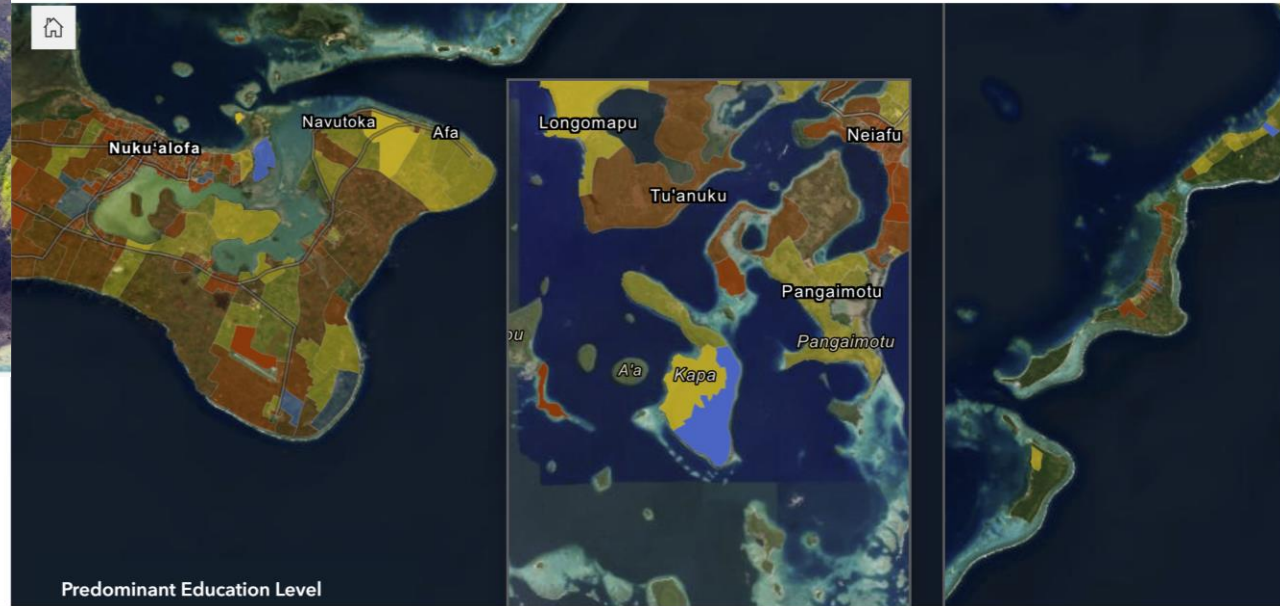 Navutoka
Afa
Nuku'alofa
Longomapu
Neiafu
Tu'anuku
Pangaimotu
Pangaimotu
A'a
Kapa
Predominant Education Level